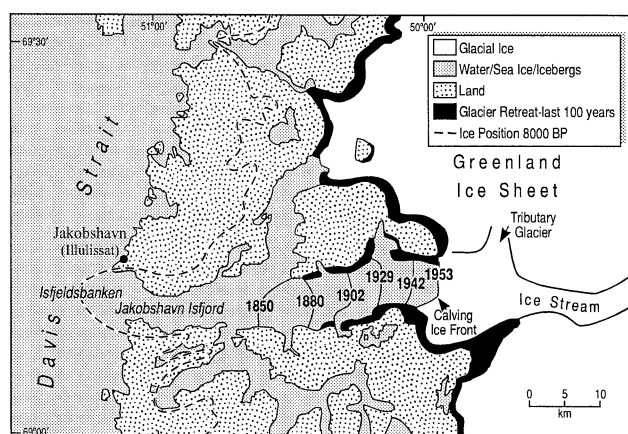 51°00'
50°00'
69°30'
Glacial Ice
Water/Sea Ice/Icebergs
Land
Glacier Retreat-last 100 years
Ice Position 8000 BP
Greenland
Ice Sheet
Tributary
Glacier
Strait
Jakobshavn
(Illulissat)
Isfjeldsbanken
Jakobshavn Isfjord
1850
1880
1902
1929
1942
1953
Ice Stream
Calving
Ice Front
Davis
0 5 10
km
69°00'